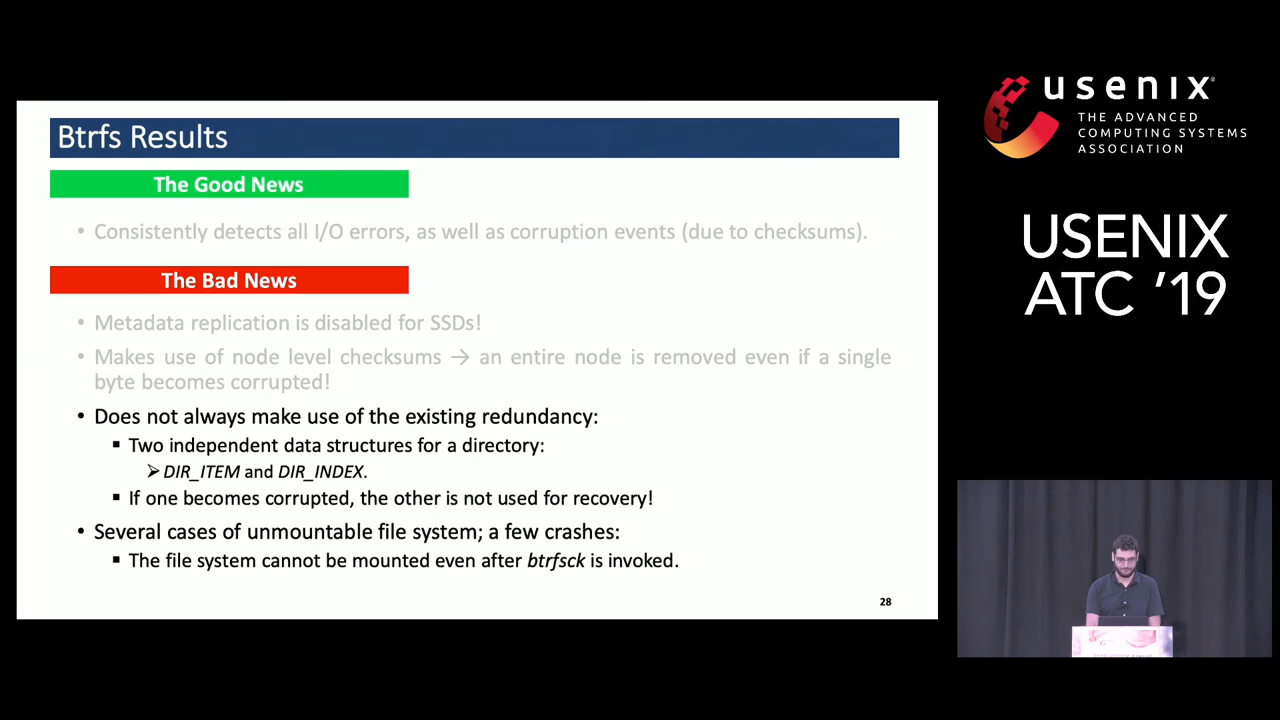 Btrfs Results
The Good News
• Consistently detects all I/O errors, as well as corruption events (due to checksums).
The Bad News
• Metadata replication is disabled for SSDs!
• Makes use of node level checksums → an entire node is removed even if a single
byte becomes corrupted!
• Does not always make use of the existing redundancy:
▪ Two independent data structures for a directory:
➢ DIR_ITEM and DIR_INDEX.
▪ If one becomes corrupted, the other is not used for recovery!
• Several cases of unmountable file system; a few crashes:
▪ The file system cannot be mounted even after btrfsck is invoked.
28
usenix®
THE ADVANCED
COMPUTING SYSTEMS
ASSOCIATION
USENIX
ATC ’19